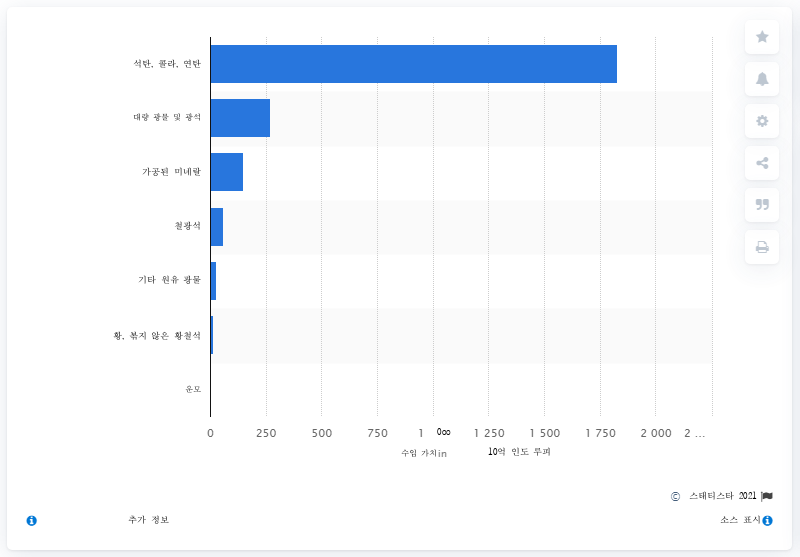 석탄, 콜라, 연탄
대량 광물 및 광석
가공된 미네랄
철광석
기타 원유 광물
황, 볶지 않은 황철석
운모
0 250 500 750 1 0∞ 1 250 1 500 1 750 2 000 2 ...
수입 가치in 10억 인도 루피
© 스태티스타 2021
추가 정보 소스 표시